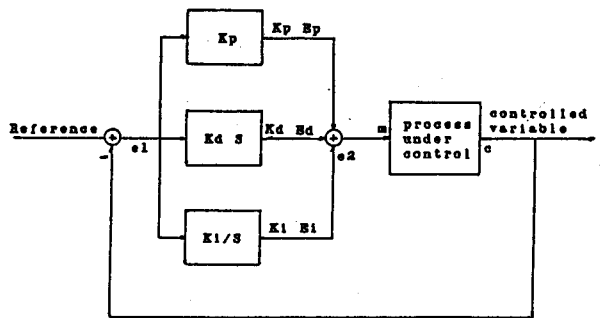 Kp
Kp Ep
Reference
+
-
e1
Kd S
Kd Ed
+
e2
m
process
under
control
controlled
variable
c
Ki/S
Ki Ei